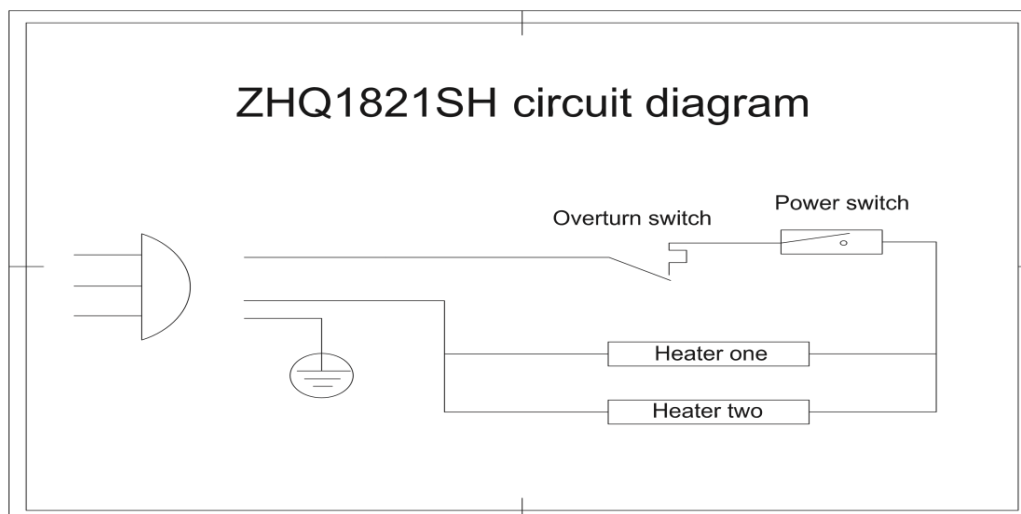 ZHQ1821SH circuit diagram
Overturn switch
Power switch
Heater one
Heater two